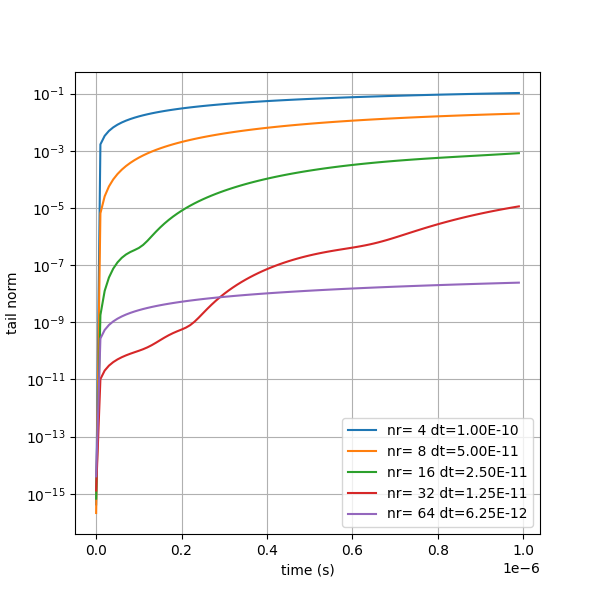 10⁻¹
10⁻³
10⁻⁵
10⁻⁷
10⁻⁹
10⁻¹¹
10⁻¹³
10⁻¹⁵
tail norm
nr= 4 dt=1.00E-10
nr= 8 dt=5.00E-11
nr= 16 dt=2.50E-11
nr= 32 dt=1.25E-11
nr= 64 dt=6.25E-12
0.0 0.2 0.4 0.6 0.8 1.0
time (s)
1e−6